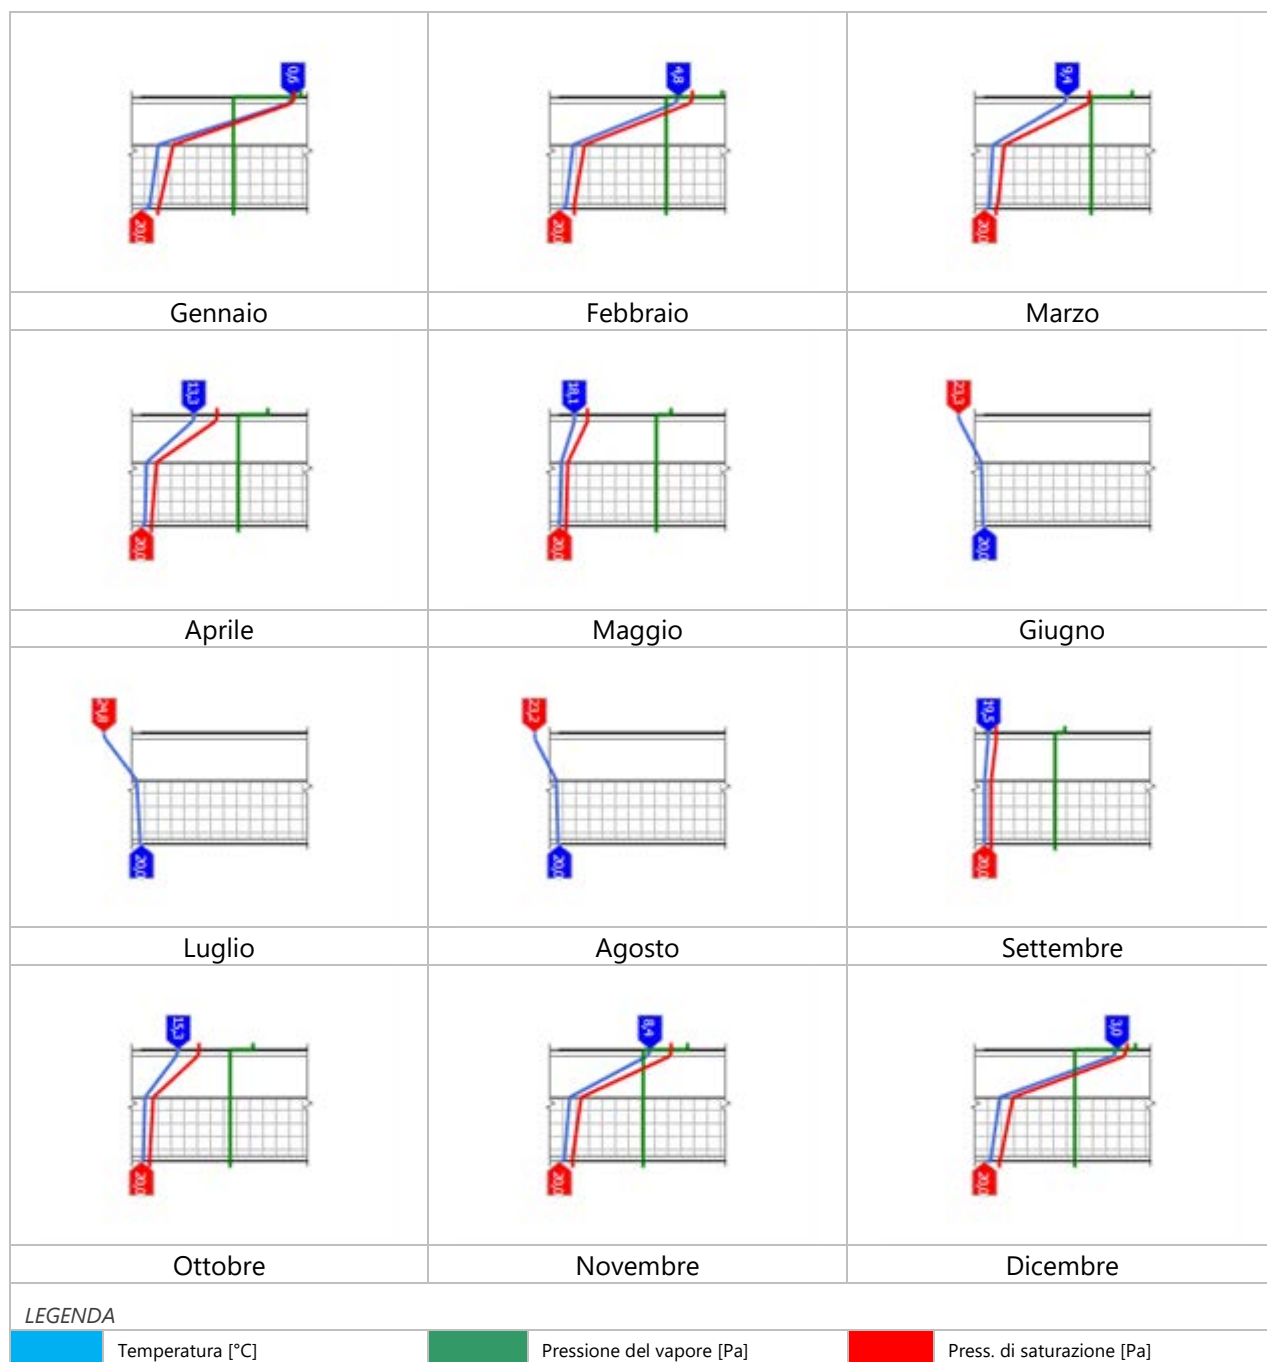 0,6
4,8
9,4
20,0
20,0
20,0
Gennaio
Febbraio
Marzo
13,3
18,1
23,3
20,0
20,0
20,0
Aprile
Maggio
Giugno
24,8
23,2
19,5
20,0
20,0
20,0
Luglio
Agosto
Settembre
15,3
8,4
3,0
20,0
20,0
20,0
Ottobre
Novembre
Dicembre
LEGENDA
Temperatura [°C]
Pressione del vapore [Pa]
Press. di saturazione [Pa]